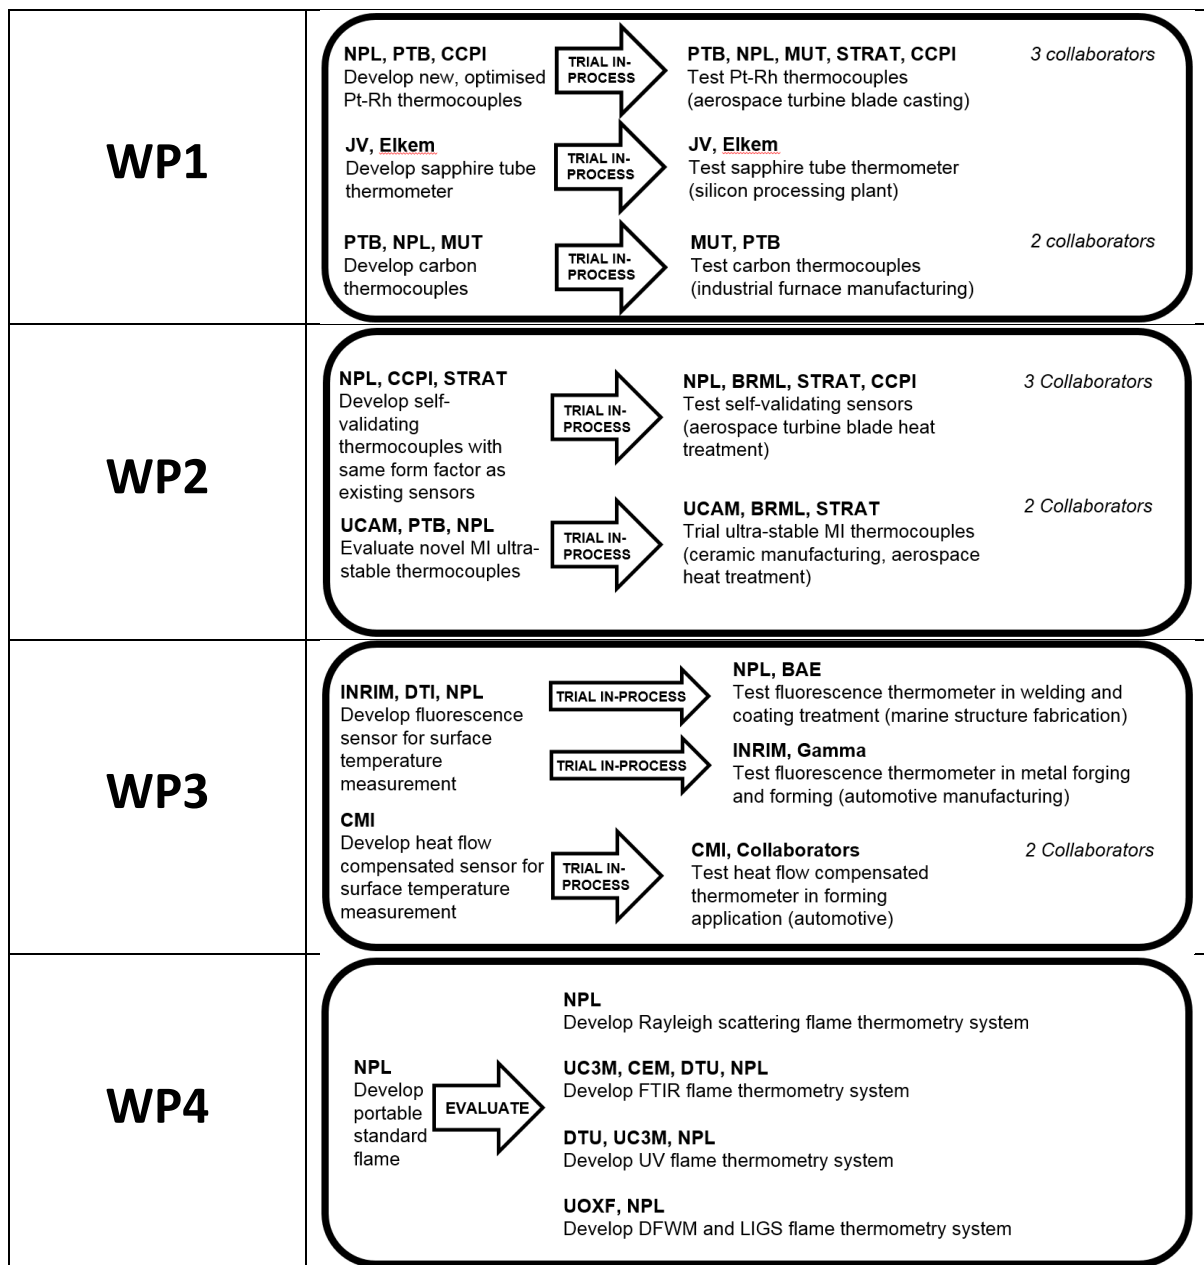 WP1
NPL, PTB, CCPI
Develop new, optimised
Pt-Rh thermocouples
TRIAL IN-
PROCESS
PTB, NPL, MUT, STRAT, CCPI
Test Pt-Rh thermocouples
(aerospace turbine blade casting)
3 collaborators
JV, Elkem
Develop sapphire tube
thermometer
TRIAL IN-
PROCESS
JV, Elkem
Test sapphire tube thermometer
(silicon processing plant)
PTB, NPL, MUT
Develop carbon
thermocouples
TRIAL IN-
PROCESS
MUT, PTB
Test carbon thermocouples
(industrial furnace manufacturing)
2 collaborators
WP2
NPL, CCPI, STRAT
Develop self-
validating
thermocouples with
same form factor as
existing sensors
TRIAL IN-
PROCESS
NPL, BRML, STRAT, CCPI
Test self-validating sensors
(aerospace turbine blade heat
treatment)
3 Collaborators
UCAM, PTB, NPL
Evaluate novel MI ultra-
stable thermocouples
TRIAL IN-
PROCESS
UCAM, BRML, STRAT
Trial ultra-stable MI thermocouples
(ceramic manufacturing, aerospace
heat treatment)
2 Collaborators
WP3
INRIM, DTI, NPL
Develop fluorescence
sensor for surface
temperature
measurement
TRIAL IN-PROCESS
NPL, BAE
Test fluorescence thermometer in welding and
coating treatment (marine structure fabrication)
TRIAL IN-PROCESS
INRIM, Gamma
Test fluorescence thermometer in metal forging
and forming (automotive manufacturing)
CMI
Develop heat flow
compensated sensor for
surface temperature
measurement
TRIAL IN-
PROCESS
CMI, Collaborators
Test heat flow compensated
thermometer in forming
application (automotive)
2 Collaborators
WP4
NPL
Develop
portable
standard
flame
EVALUATE
NPL
Develop Rayleigh scattering flame thermometry system
UC3M, CEM, DTU, NPL
Develop FTIR flame thermometry system
DTU, UC3M, NPL
Develop UV flame thermometry system
UOXF, NPL
Develop DFWM and LIGS flame thermometry system